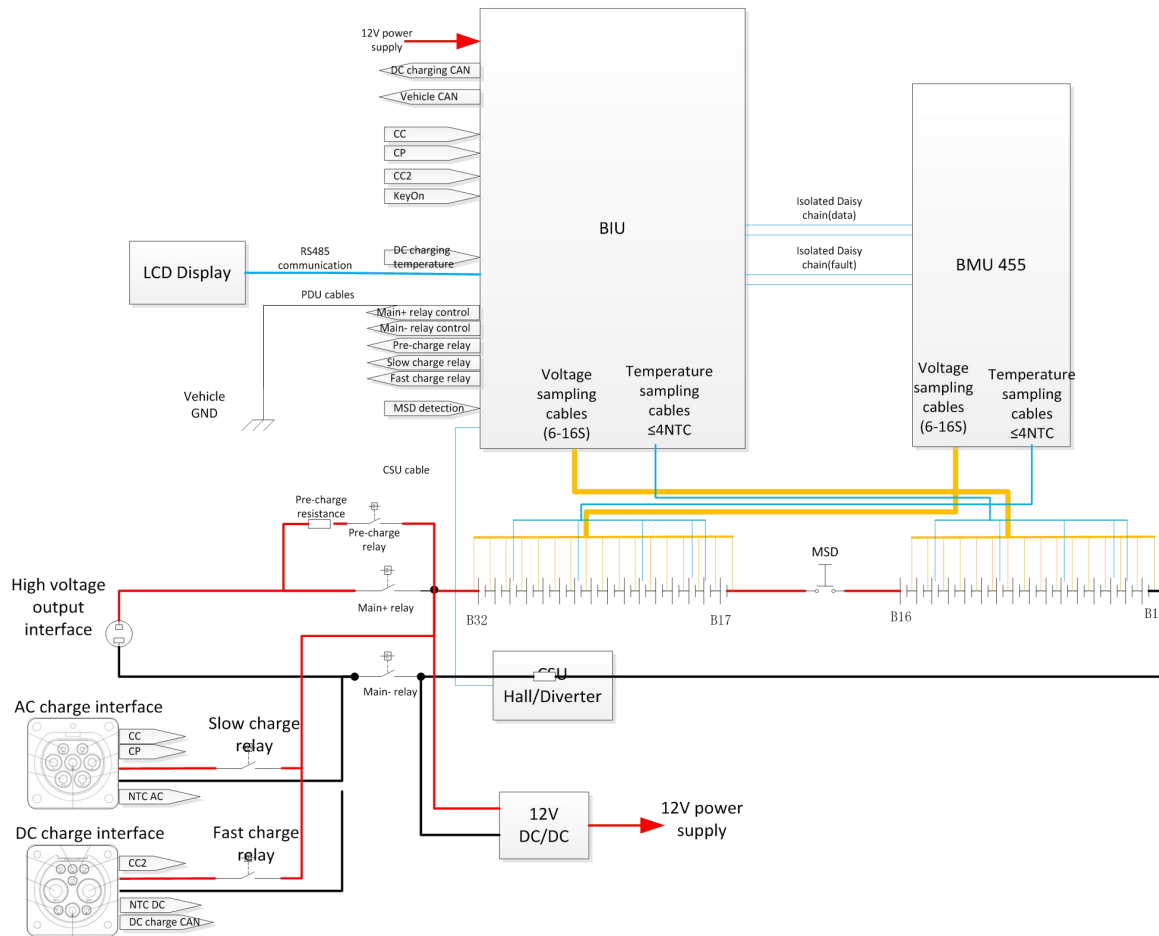 12V power
supply
DC charging CAN
Vehicle CAN
CC
CP
CC2
KeyOn
BIU
Isolated Daisy
chain(data)
Isolated Daisy
chain(fault)
BMU 455
LCD Display
RS485
communication
DC charging
temperature
PDU cables
Main+ relay control
Main- relay control
Pre-charge relay
Slow charge relay
Fast charge relay
MSD detection
Vehicle
GND
Voltage
sampling
cables
(6-16S)
Temperature
sampling
cables
≤4NTC
Voltage
sampling
cables
(6-16S)
Temperature
sampling
cables
≤4NTC
CSU cable
Pre-charge
resistance
Pre-charge
relay
MSD
High voltage
output
interface
Main+ relay
B32
B17
B16
B1
Main- relay
CSU
Hall/Diverter
AC charge interface
CC
CP
NTC AC
Slow charge
relay
DC charge interface
CC2
NTC DC
DC charge CAN
Fast charge
relay
12V
DC/DC
12V power
supply